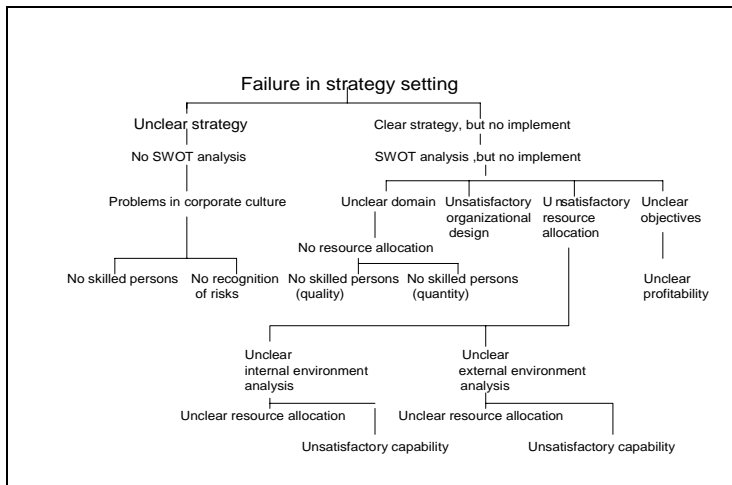 Failure in strategy setting
Unclear strategy
Clear strategy, but no implement
No SWOT analysis
SWOT analysis ,but no implement
Problems in corporate culture
Unclear domain
Unsatisfactory
organizational
design
Unsatisfactory
resource
allocation
Unclear
objectives
No resource allocation
No skilled persons
No recognition
of risks
No skilled persons
(quality)
No skilled persons
(quantity)
Unclear
profitability
Unclear
internal environment
analysis
Unclear
external environment
analysis
Unclear resource allocation
Unclear resource allocation
Unsatisfactory capability
Unsatisfactory capability